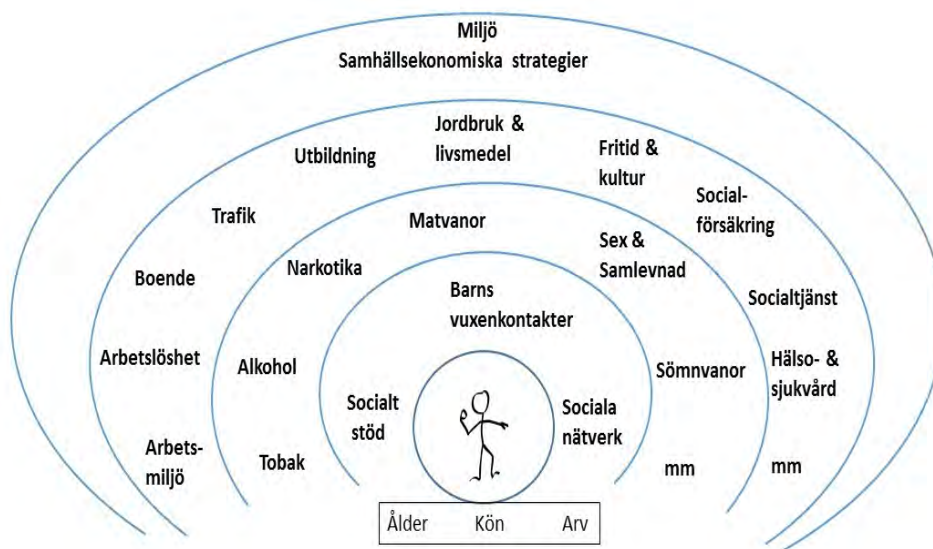 Miljö
Samhällsekonomiska strategier
Jordbruk &
livsmedel
Utbildning
Fritid &
kultur
Trafik
Social-
försäkring
Boende
Socialtjänst
Arbetslöshet
Hälso- &
sjukvård
Arbets-
miljö
mm
Matvanor
Narkotika
Sex &
Samlevnad
Alkohol
Sömnvanor
Tobak
mm
Barns
vuxenkontakter
Socialt
stöd
Sociala
nätverk
Ålder Kön Arv